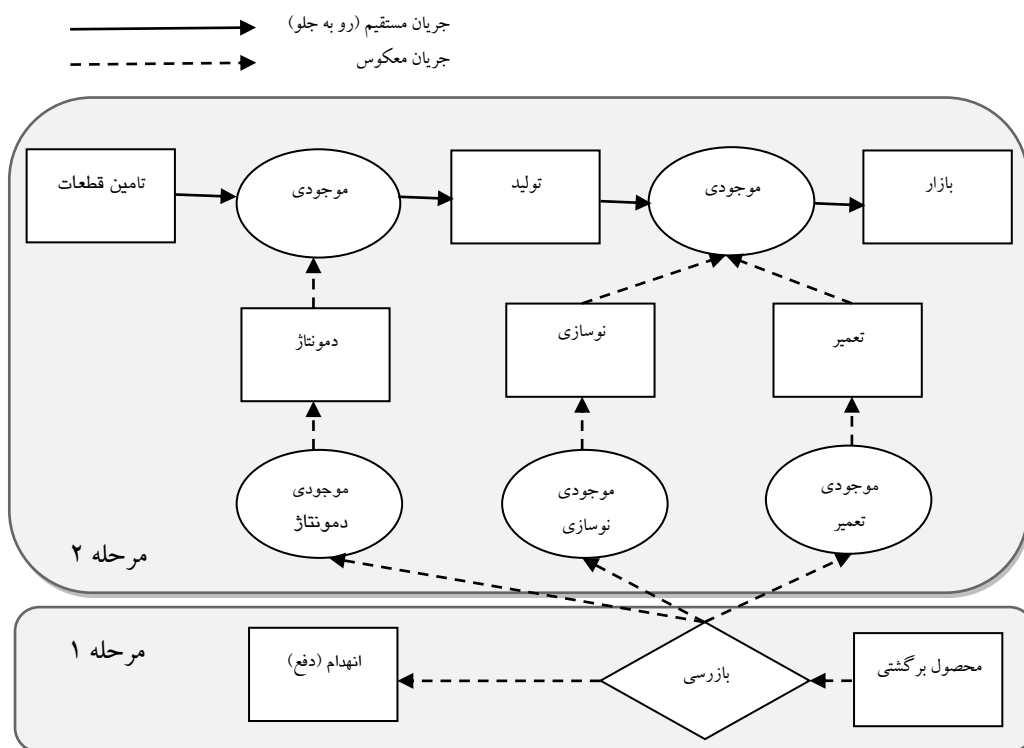 جریان مستقیم (رو به جلو)
جریان معکوس
بازار
موجودی
تولید
موجودی
تامین قطعات
تعمیر
نوسازی
دمونتاژ
موجودی
تعمیر
موجودی
نوسازی
موجودی
دمونتاژ
مرحله ۲
محصول برگشتی
بازرسی
انهدام (دفع)
مرحله ۱